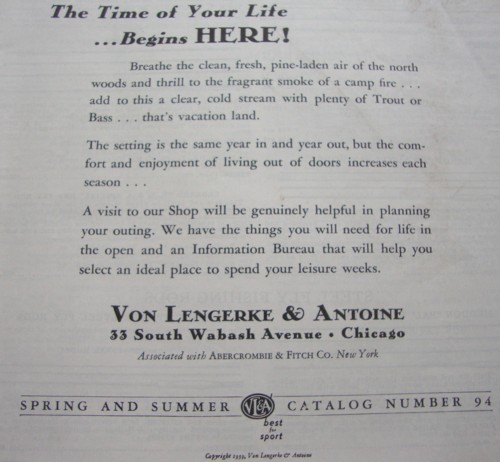 The Time of Your Life
...Begins HERE!
Breathe the clean, fresh, pine-laden air of the north
woods and thrill to the fragrant smoke of a camp fire . . .
add to this a clear, cold stream with plenty of Trout or
Bass . . . that's vacation land.
The setting is the same year in and year out, but the com-
fort and enjoyment of living out of doors increases each
season . . .
A visit to our Shop will be genuinely helpful in planning
your outing. We have the things you will need for life in
the open and an Information Bureau that will help you
select an ideal place to spend your leisure weeks.
VON LENGERKE & ANTOINE
33 South Wabash Avenue • Chicago
Associated with ABERCROMBIE & FITCH CO. New York
SPRING AND SUMMER VL&A CATALOG NUMBER 94
best
for
sport
Copyright 1939, Von Lengerke & Antoine